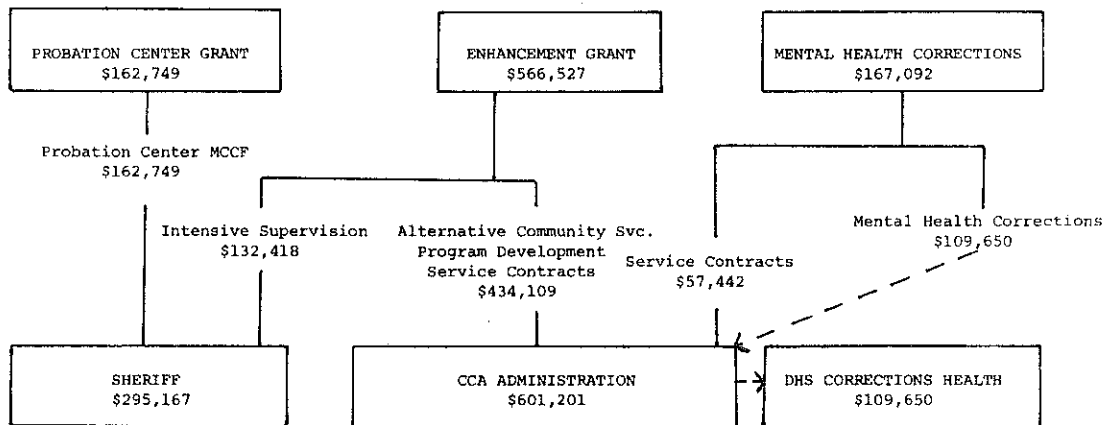 PROBATION CENTER GRANT
$162,749
ENHANCEMENT GRANT
$566,527
MENTAL HEALTH CORRECTIONS
$167,092
Probation Center MCCF
$162,749
Intensive Supervision
$132,418
Alternative Community Svc.
Program Development
Service Contracts
$434,109
Service Contracts
$57,442
Mental Health Corrections
$109,650
SHERIFF
$295,167
CCA ADMINISTRATION
$601,201
DHS CORRECTIONS HEALTH
$109,650